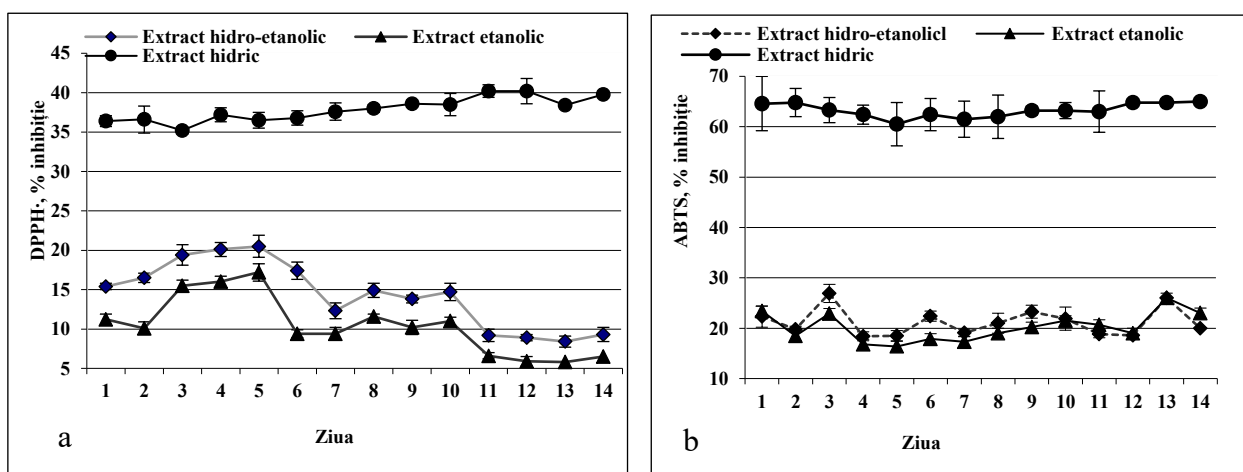 Extract hidro-etanolic Extract etanolic
Extract hidric
45
40
35
30
25
20
15
10
5
DPPH·, % inhibiție
1 2 3 4 5 6 7 8 9 10 11 12 13 14
a Ziua
Extract hidro-etanolicl Extract etanolic
Extract hidric
70
60
50
40
30
20
10
ABTS, % inhibiție
1 2 3 4 5 6 7 8 9 10 11 12 13 14
b Ziua